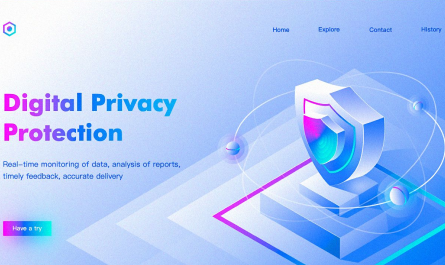 Home Explore Contact History
Digital Privacy
Protection
Real-time monitoring of data, analysis of reports,
timely feedback, accurate delivery
Have a try